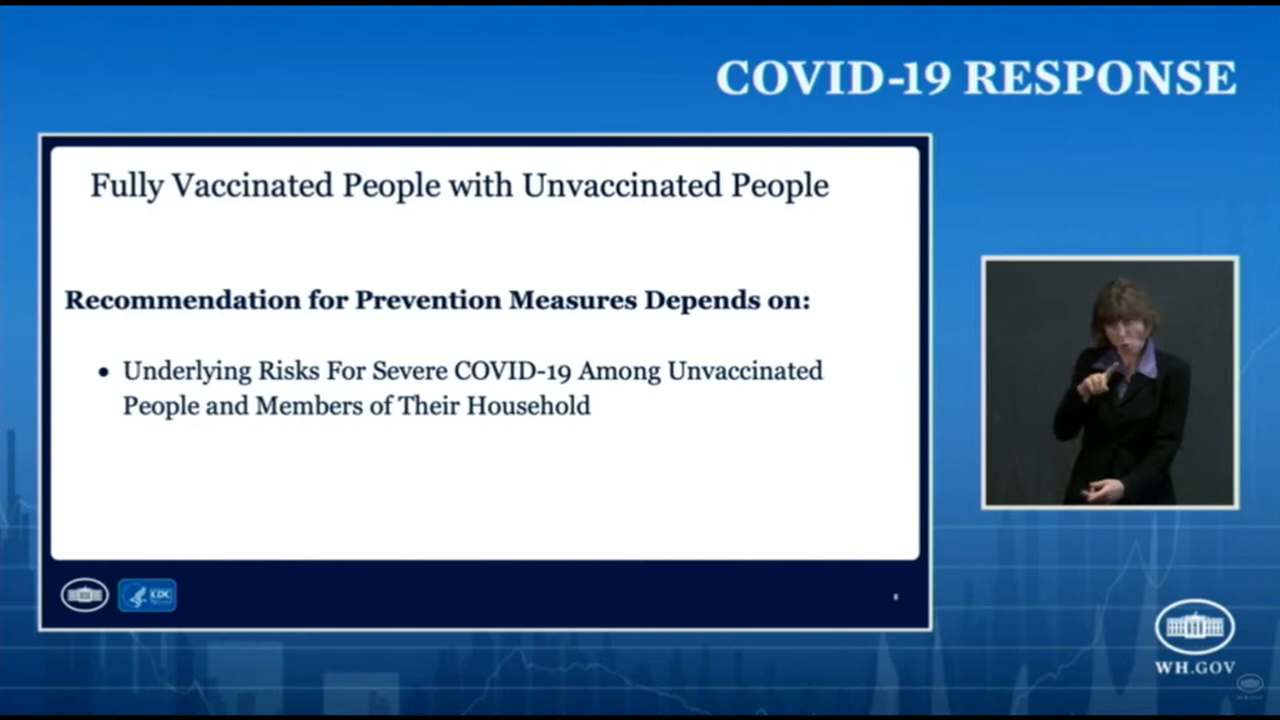 COVID-19 RESPONSE
Fully Vaccinated People with Unvaccinated People
Recommendation for Prevention Measures Depends on:
• Underlying Risks For Severe COVID-19 Among Unvaccinated
People and Members of Their Household
CDC
WH.GOV